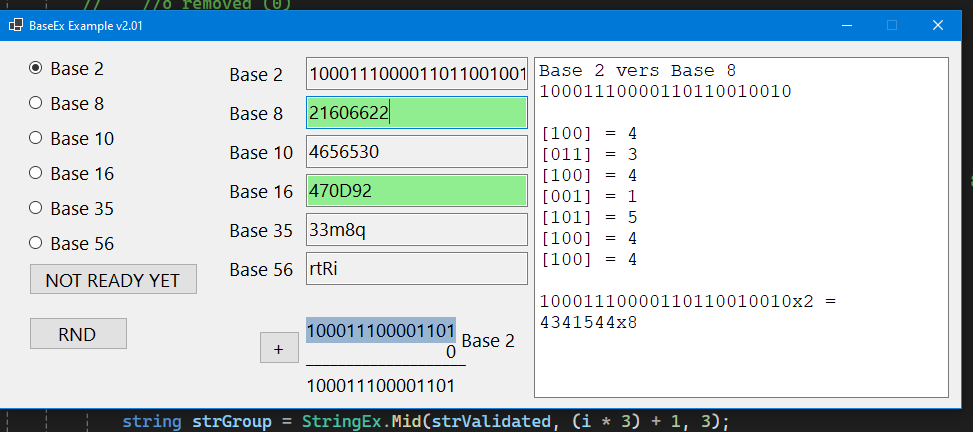 //    //o removed (0)
BaseEx Example v2.01
Base 2
Base 8
Base 10
Base 16
Base 35
Base 56
NOT READY YET
RND
Base 2 1000111000011011001001
Base 8 21606622
Base 10 4656530
Base 16 470D92
Base 35 33m8q
Base 56 rtRi
+
100011100001101
0
Base 2
100011100001101
Base 2 vers Base 8
10001110000110110010010
[100] = 4
[011] = 3
[100] = 4
[001] = 1
[101] = 5
[100] = 4
[100] = 4
10001110000110110010010x2 =
4341544x8
string strGroup = StringEx.Mid(strValidated, (i * 3) + 1, 3);